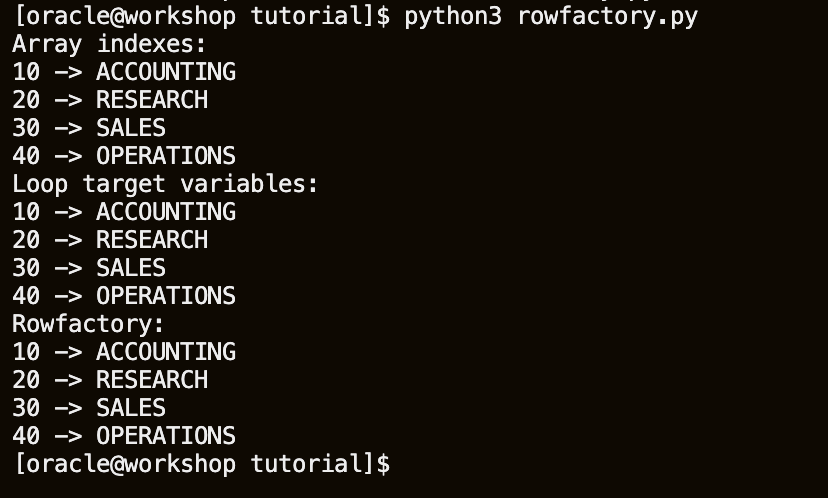 [oracle@workshop tutorial]$ python3 rowfactory.py
Array indexes:
10 -> ACCOUNTING
20 -> RESEARCH
30 -> SALES
40 -> OPERATIONS
Loop target variables:
10 -> ACCOUNTING
20 -> RESEARCH
30 -> SALES
40 -> OPERATIONS
Rowfactory:
10 -> ACCOUNTING
20 -> RESEARCH
30 -> SALES
40 -> OPERATIONS
[oracle@workshop tutorial]$